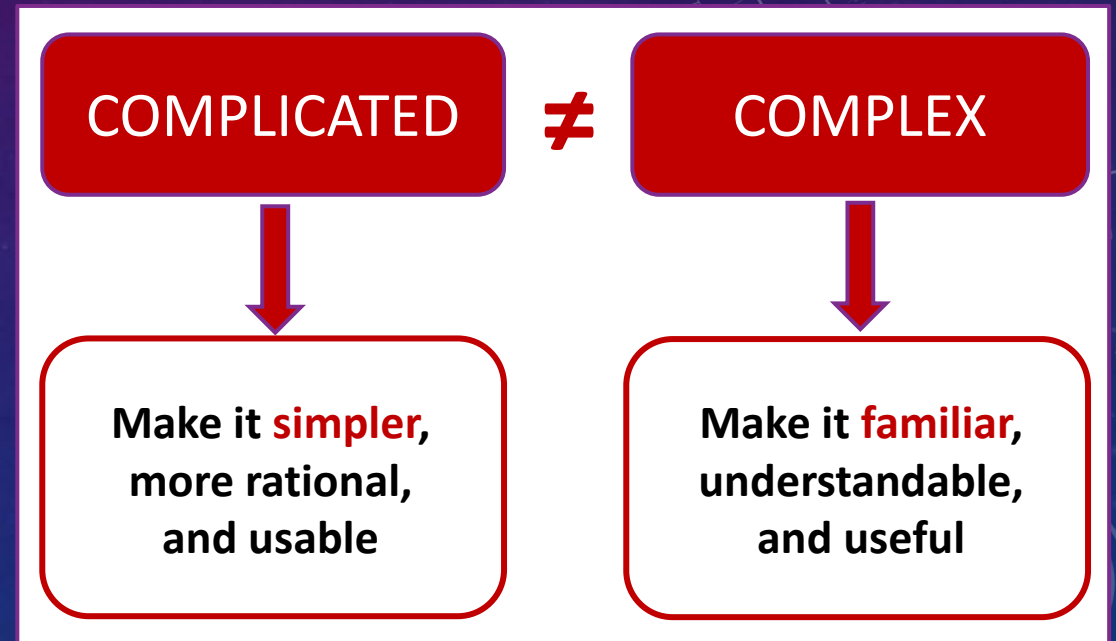 COMPLICATED ≠ COMPLEX
Make it simpler,
more rational,
and usable
Make it familiar,
understandable,
and useful